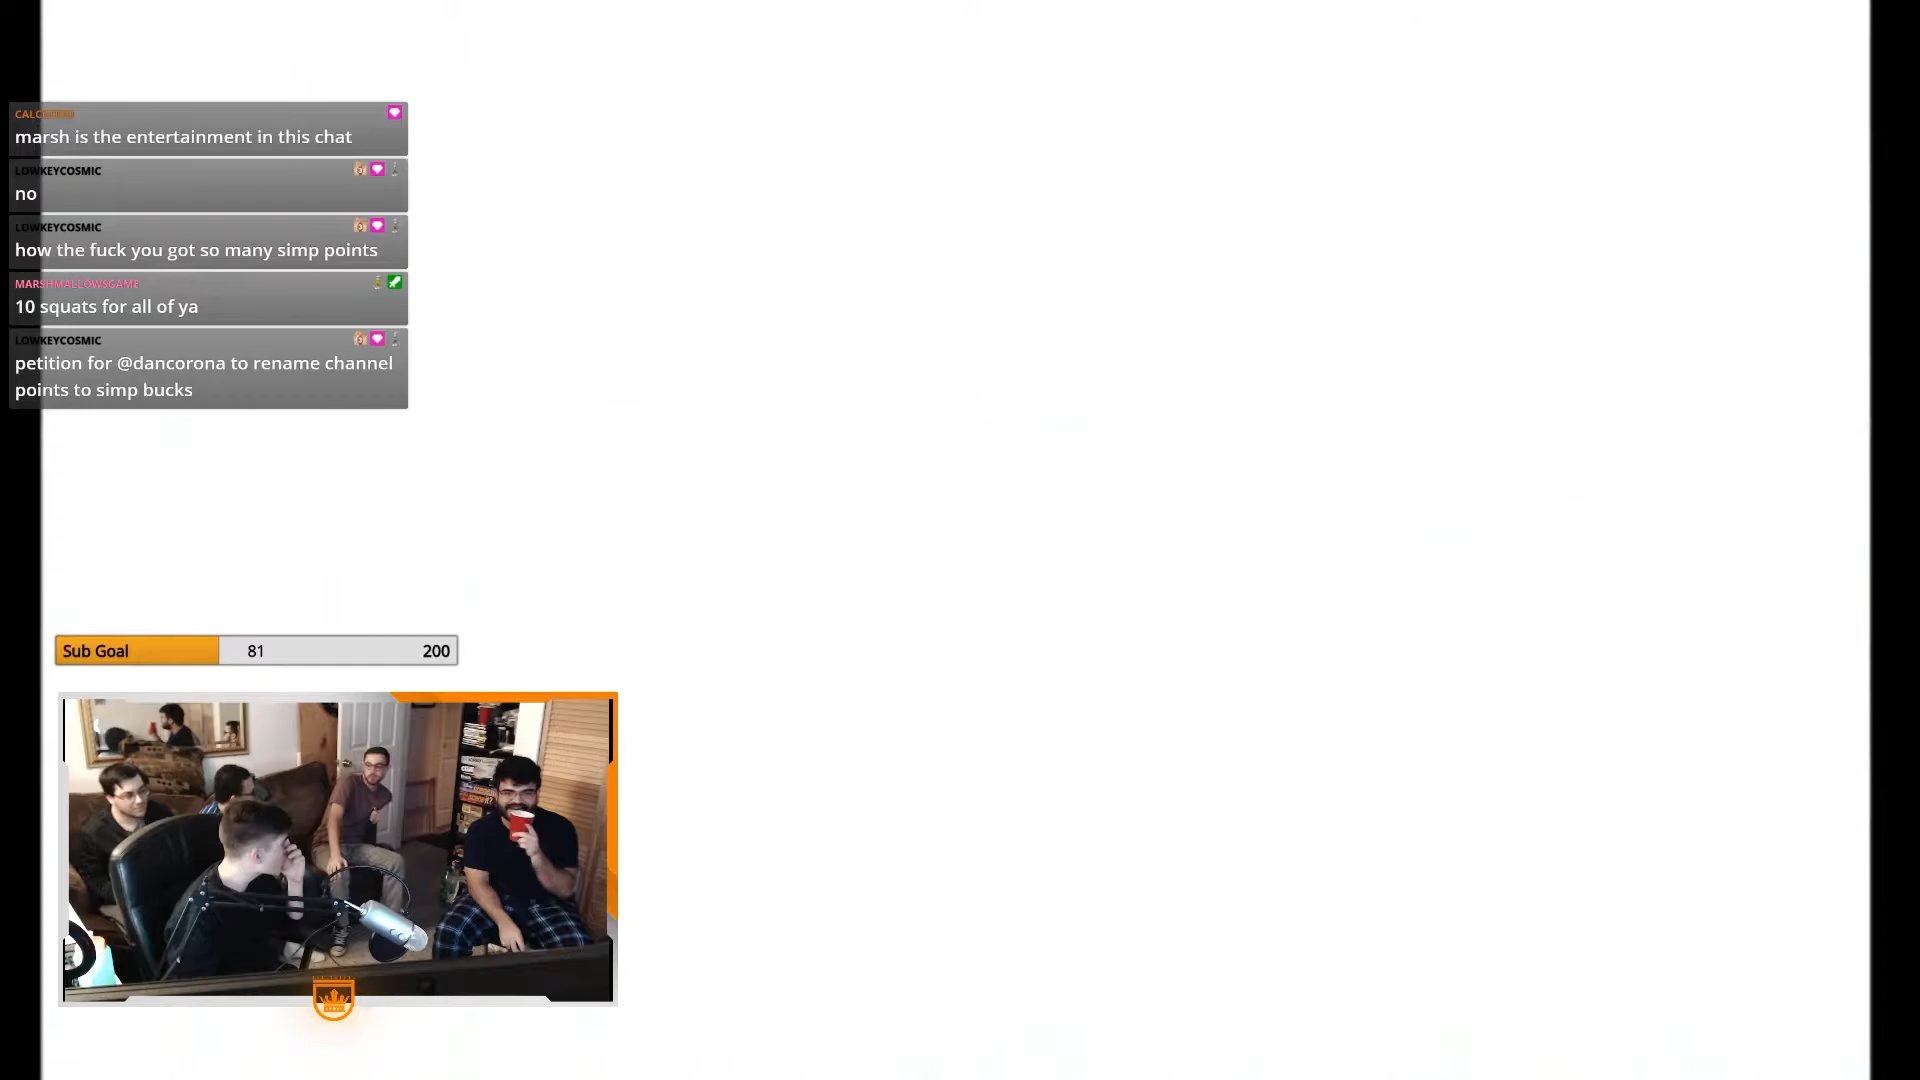 marsh is the entertainment in this chat
LOWKEYCOSMIC
no
LOWKEYCOSMIC
how the fuck you got so many simp points
MARSHMALLOWSGAME
10 squats for all of ya
LOWKEYCOSMIC
petition for @dancorona to rename channel
points to simp bucks
Sub Goal 81 200